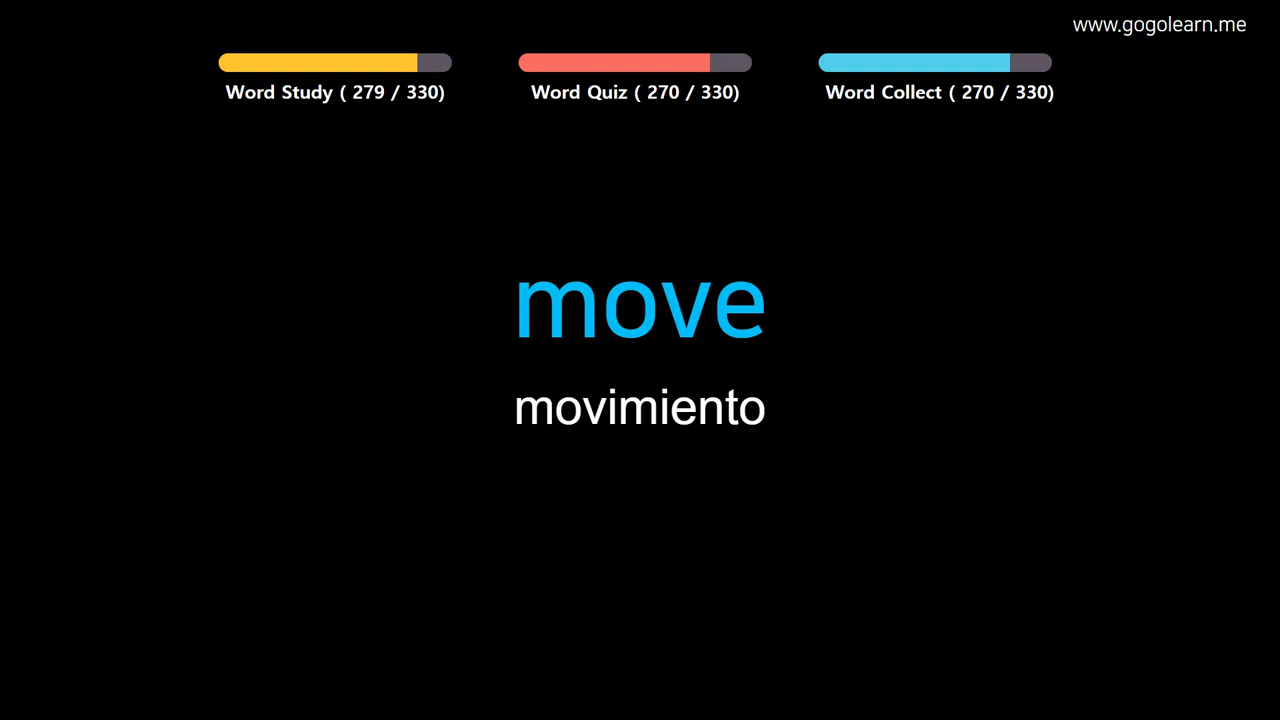 www.gogolearn.me
Word Study ( 279 / 330)
Word Quiz ( 270 / 330)
Word Collect ( 270 / 330)
move
movimiento